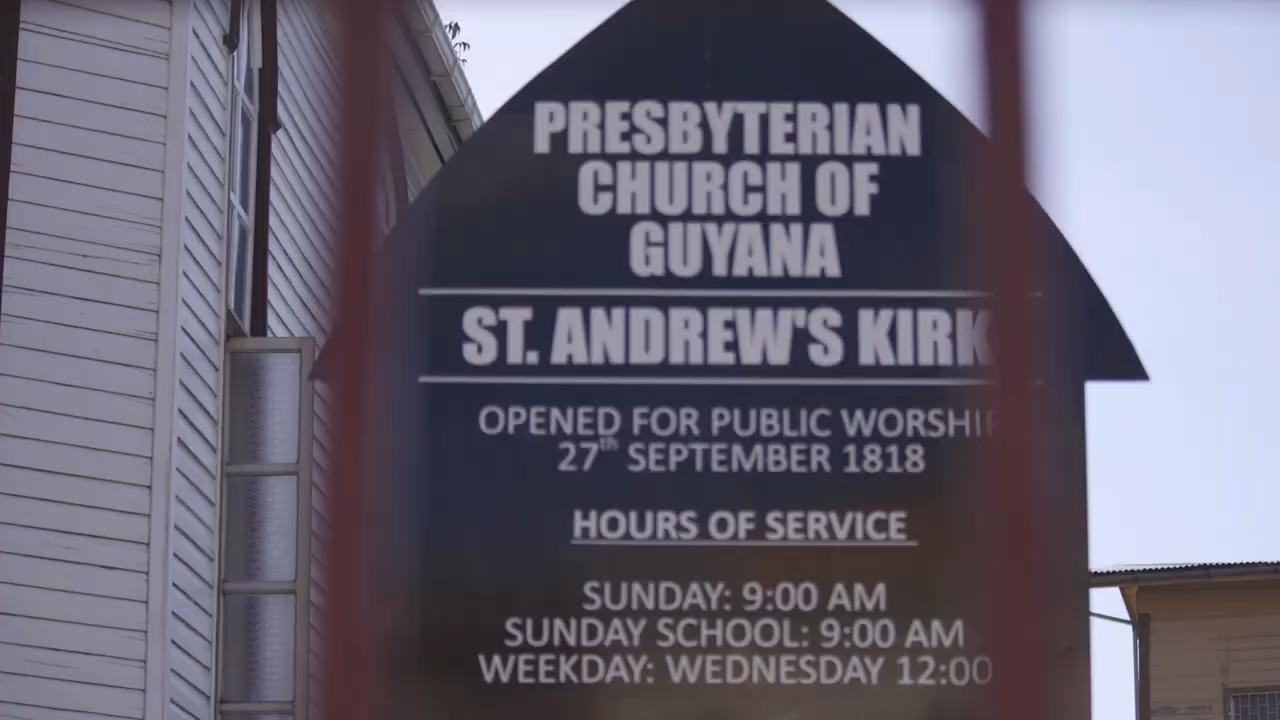 PRESBYTERIAN
CHURCH OF
GUYANA
ST. ANDREW'S KIRK
OPENED FOR PUBLIC WORSHIP
27th SEPTEMBER 1818
HOURS OF SERVICE
SUNDAY: 9:00 AM
SUNDAY SCHOOL: 9:00 AM
WEEKDAY: WEDNESDAY 12:00